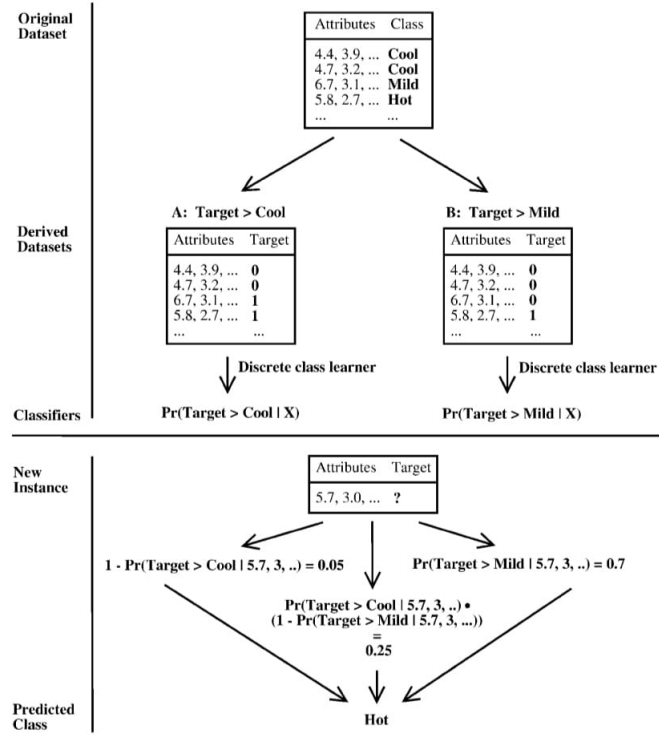 Original
Dataset
Attributes Class
4.4, 3.9, ... Cool
4.7, 3.2, ... Cool
6.7, 3.1, ... Mild
5.8, 2.7, ... Hot
... ...
Derived
Datasets
A: Target > Cool
Attributes Target
4.4, 3.9, ... 0
4.7, 3.2, ... 0
6.7, 3.1, ... 1
5.8, 2.7, ... 1
... ...
B: Target > Mild
Attributes Target
4.4, 3.9, ... 0
4.7, 3.2, ... 0
6.7, 3.1, ... 0
5.8, 2.7, ... 1
... ...
Discrete class learner
Discrete class learner
Classifiers
Pr(Target > Cool | X)
Pr(Target > Mild | X)
New
Instance
Attributes Target
5.7, 3.0, ... ?
1 - Pr(Target > Cool | 5.7, 3, ..) = 0.05
Pr(Target > Mild | 5.7, 3, ..) = 0.7
Pr(Target > Cool | 5.7, 3, ..) •
(1 - Pr(Target > Mild | 5.7, 3, ...))
=
0.25
Predicted
Class
Hot